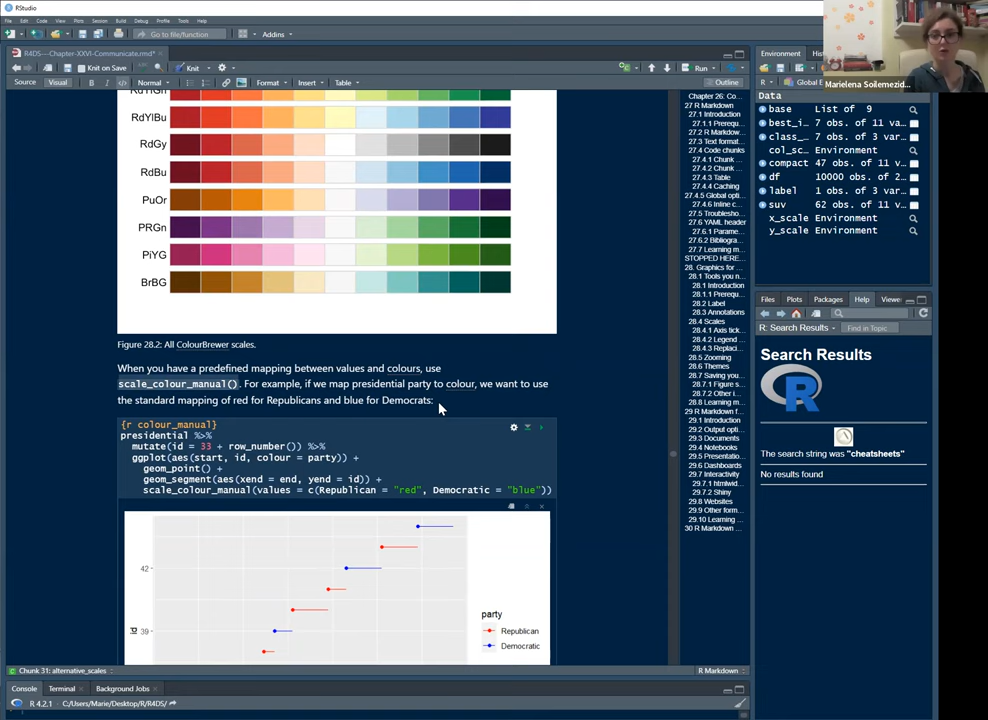 RStudio
File Edit Code View Plots Session Build Debug Profile Tools Help
Go to file/function
Addins
R4DS---Chapter-XXVI-Communicate.rmd*
Knit on Save
Knit
Run
Source Visual
B I
Normal
Format
Insert
Table
Outline
RdYlGn
RdYlBu
RdGy
RdBu
PuOr
PRGn
PiYG
BrBG
Figure 28.2: All ColourBrewer scales.
When you have a predefined mapping between values and colours, use
scale_colour_manual(). For example, if we map presidential party to colour, we want to use
the standard mapping of red for Republicans and blue for Democrats:
{r colour_manual}
presidential %>%
mutate(id = 33 + row_number()) %>%
ggplot(aes(start, id, colour = party)) +
geom_point() +
geom_segment(aes(xend = end, yend = id)) +
scale_colour_manual(values = c(Republican = "red", Democratic = "blue"))
42
39
id
party
Republican
Democratic
Chunk 31: alternative_scales
R Markdown
Console Terminal Background Jobs
R 4.2.1 · C:/Users/Marie/Desktop/R/R4DS/
Chapter 26: Co...
27 R Markdown
27.1 Introduction
27.1.1 Prerequ...
27.2 R Markdow...
27.3 Text format...
27.4 Code chunks
27.4.1 Chunk ...
27.4.2 Chunk ...
27.4.3 Table
27.4.4 Caching
27.4.5 Global opti...
27.4.6 Inline c...
27.5 Troublesho...
27.6 YAML header
27.6.1 Parame...
27.6.2 Bibliogra...
27.7 Learning m...
STOPPED HERE...
28. Graphics for ...
28.1 Tools you n...
28.1 Introduction
28.1.1 Prerequ...
28.2 Label
28.3 Annotations
28.4 Scales
28.4.1 Axis tick...
28.4.2 Legend ...
28.4.3 Replaci...
28.5 Zooming
28.6 Themes
28.7 Saving you...
28.7.1 Figure s...
28.7.2 Other i...
28.8 Learning m...
29 R Markdown f...
29.1 Introduction
29.2 Output opti...
29.3 Documents
29.4 Notebooks
29.5 Presentatio...
29.6 Dashboards
29.7 Interactivity
29.7.1 htmlwid...
29.7.2 Shiny
29.8 Websites
29.9 Other form...
29.10 Learning ...
30 R Markdown ...
Marielena Soilemezid...
Environment His
Global E
Data
base List of 9
best_i... 7 obs. of 11 va...
class_... 7 obs. of 3 var...
col_sc... Environment
compact 47 obs. of 11 v...
df 10000 obs. of 2...
label 1 obs. of 3 vari...
suv 62 obs. of 11 v...
x_scale Environment
y_scale Environment
Files Plots Packages Help Viewe
R: Search Results
Find in Topic
Search Results
R
The search string was "cheatsheets"
No results found